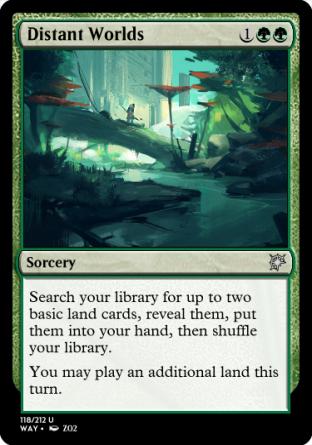 Distant Worlds 1
Sorcery
Search your library for up to two
basic land cards, reveal them, put
them into your hand, then shuffle
your library.
You may play an additional land this
turn.
118/212 U
WAY • ZO2